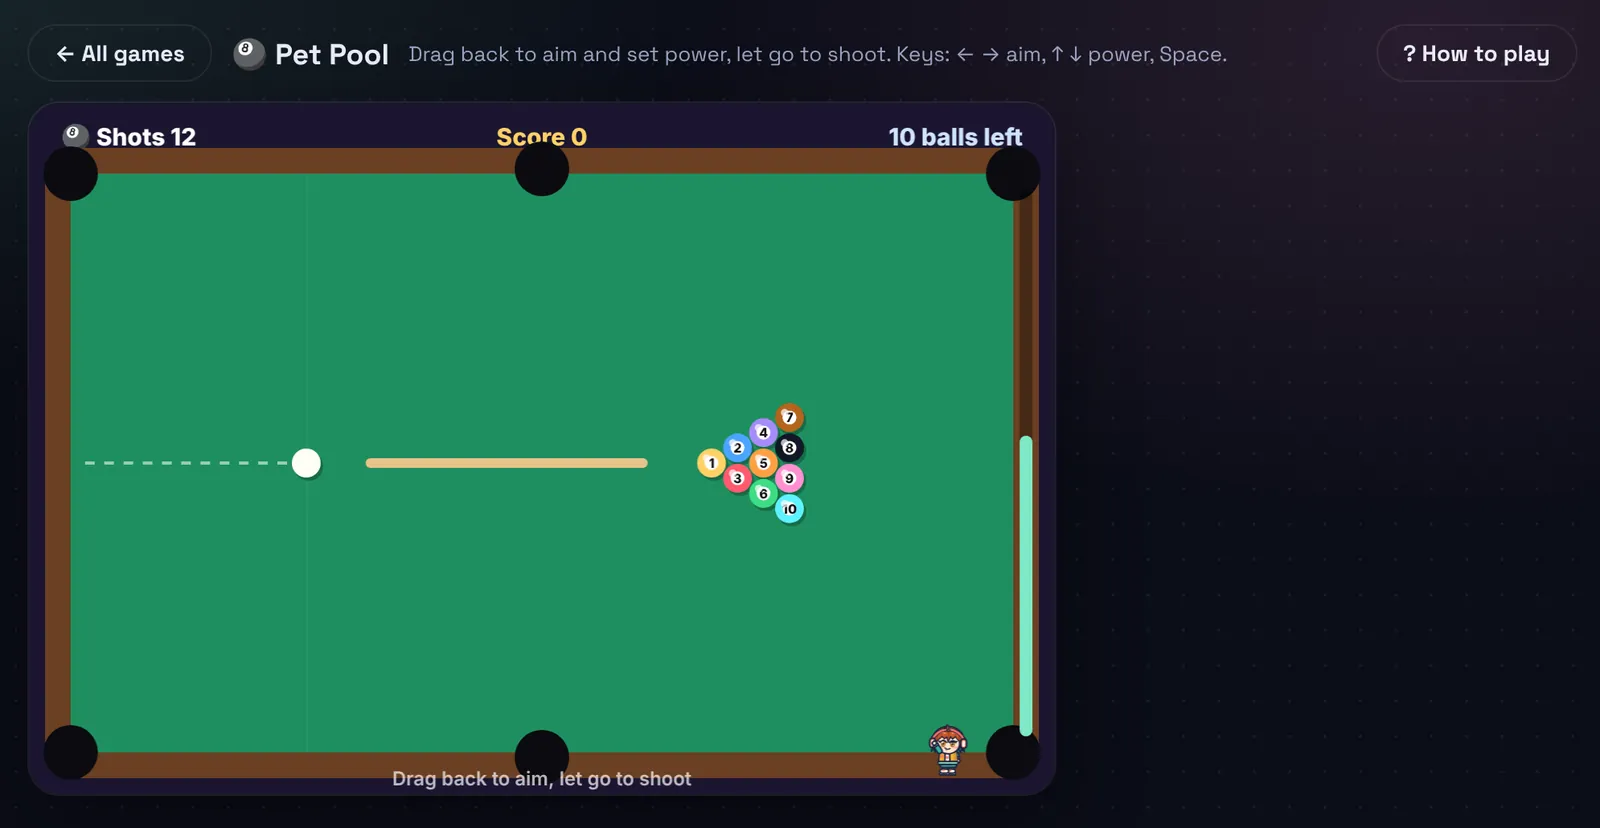 ← All games
8 Pet Pool
Drag back to aim and set power, let go to shoot. Keys: ← → aim, ↑ ↓ power, Space.
? How to play
8 Shots 12
Score 0
10 balls left
7
4
2
8
1
5
3
9
6
10
Drag back to aim, let go to shoot